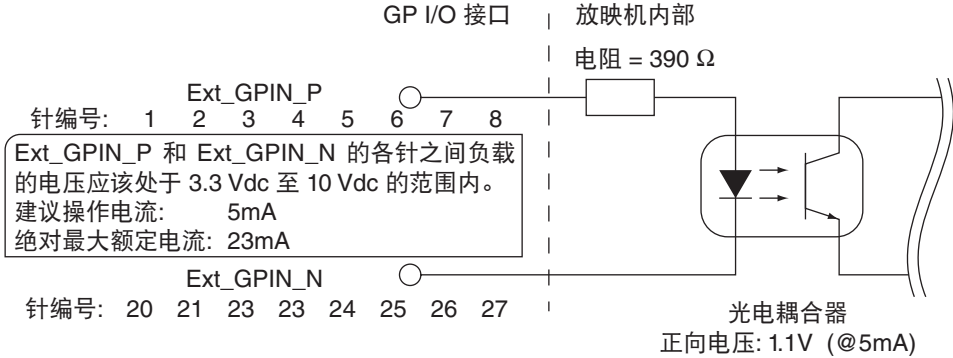 GP I/O 接口
放映机内部
电阻 = 390 Ω
Ext_GPIN_P
针编号: 1 2 3 4 5 6 7 8
Ext_GPIN_P 和 Ext_GPIN_N 的各针之间负载
的电压应该处于 3.3 Vdc 至 10 Vdc 的范围内。
建议操作电流: 5mA
绝对最大额定电流: 23mA
Ext_GPIN_N
针编号: 20 21 23 23 24 25 26 27
光电耦合器
正向电压: 1.1V (@5mA)